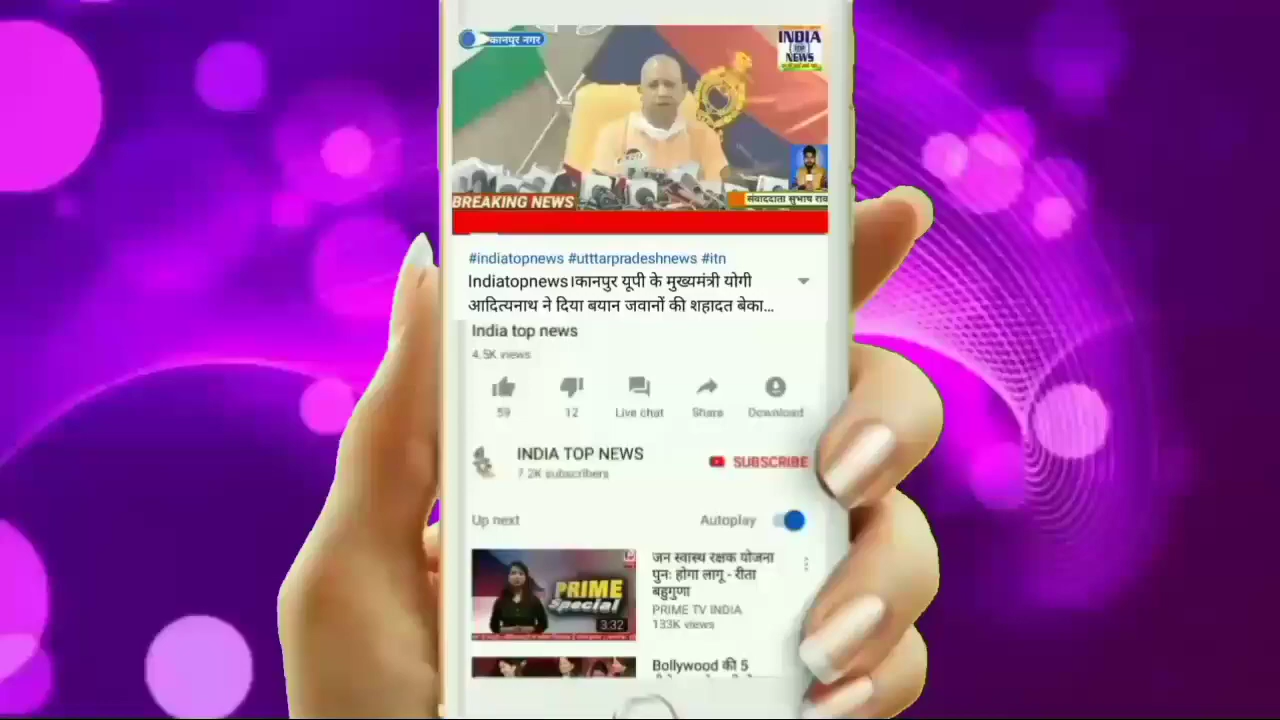 कानपुर नगर
INDIA
TOP
NEWS
BREAKING NEWS
संवाददाता सुभाष राव
#indiatopnews #utttarpradeshnews #itn
Indiatopnews।कानपुर यूपी के मुख्यमंत्री योगी
आदित्यनाथ ने दिया बयान जवानों की शहादत बेका...
India top news
4.5K views
59
12
Live chat
Share
Download
INDIA TOP NEWS
7.2K subscribers
SUBSCRIBE
Up next
Autoplay
PRIME
Special
3:32
जन स्वास्थ रक्षक योजना
पुनः होगा लागू - रीता
बहुगुणा
PRIME TV INDIA
133K views
Bollywood की 5